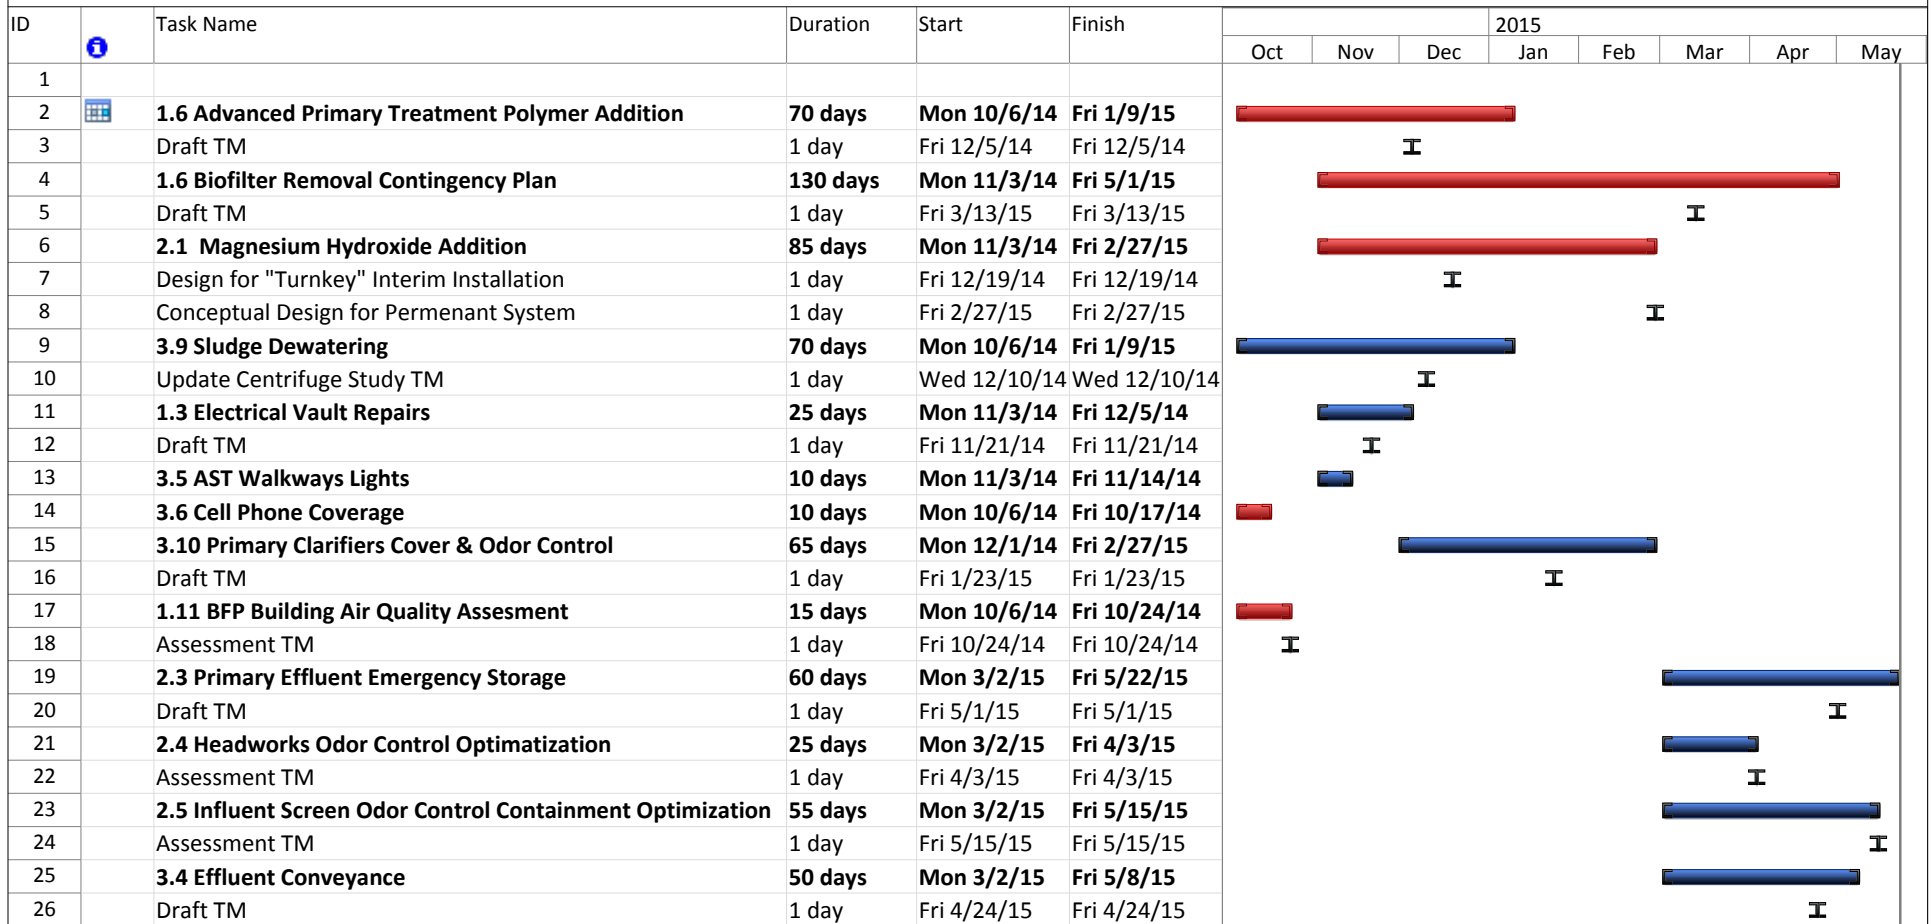 ID Task Name Duration Start Finish 2015
Oct Nov Dec Jan Feb Mar Apr May
1
2 1.6 Advanced Primary Treatment Polymer Addition 70 days Mon 10/6/14 Fri 1/9/15
3 Draft TM 1 day Fri 12/5/14 Fri 12/5/14
4 1.6 Biofilter Removal Contingency Plan 130 days Mon 11/3/14 Fri 5/1/15
5 Draft TM 1 day Fri 3/13/15 Fri 3/13/15
6 2.1 Magnesium Hydroxide Addition 85 days Mon 11/3/14 Fri 2/27/15
7 Design for "Turnkey" Interim Installation 1 day Fri 12/19/14 Fri 12/19/14
8 Conceptual Design for Permenant System 1 day Fri 2/27/15 Fri 2/27/15
9 3.9 Sludge Dewatering 70 days Mon 10/6/14 Fri 1/9/15
10 Update Centrifuge Study TM 1 day Wed 12/10/14 Wed 12/10/14
11 1.3 Electrical Vault Repairs 25 days Mon 11/3/14 Fri 12/5/14
12 Draft TM 1 day Fri 11/21/14 Fri 11/21/14
13 3.5 AST Walkways Lights 10 days Mon 11/3/14 Fri 11/14/14
14 3.6 Cell Phone Coverage 10 days Mon 10/6/14 Fri 10/17/14
15 3.10 Primary Clarifiers Cover & Odor Control 65 days Mon 12/1/14 Fri 2/27/15
16 Draft TM 1 day Fri 1/23/15 Fri 1/23/15
17 1.11 BFP Building Air Quality Assesment 15 days Mon 10/6/14 Fri 10/24/14
18 Assessment TM 1 day Fri 10/24/14 Fri 10/24/14
19 2.3 Primary Effluent Emergency Storage 60 days Mon 3/2/15 Fri 5/22/15
20 Draft TM 1 day Fri 5/1/15 Fri 5/1/15
21 2.4 Headworks Odor Control Optimatization 25 days Mon 3/2/15 Fri 4/3/15
22 Assessment TM 1 day Fri 4/3/15 Fri 4/3/15
23 2.5 Influent Screen Odor Control Containment Optimization 55 days Mon 3/2/15 Fri 5/15/15
24 Assessment TM 1 day Fri 5/15/15 Fri 5/15/15
25 3.4 Effluent Conveyance 50 days Mon 3/2/15 Fri 5/8/15
26 Draft TM 1 day Fri 4/24/15 Fri 4/24/15